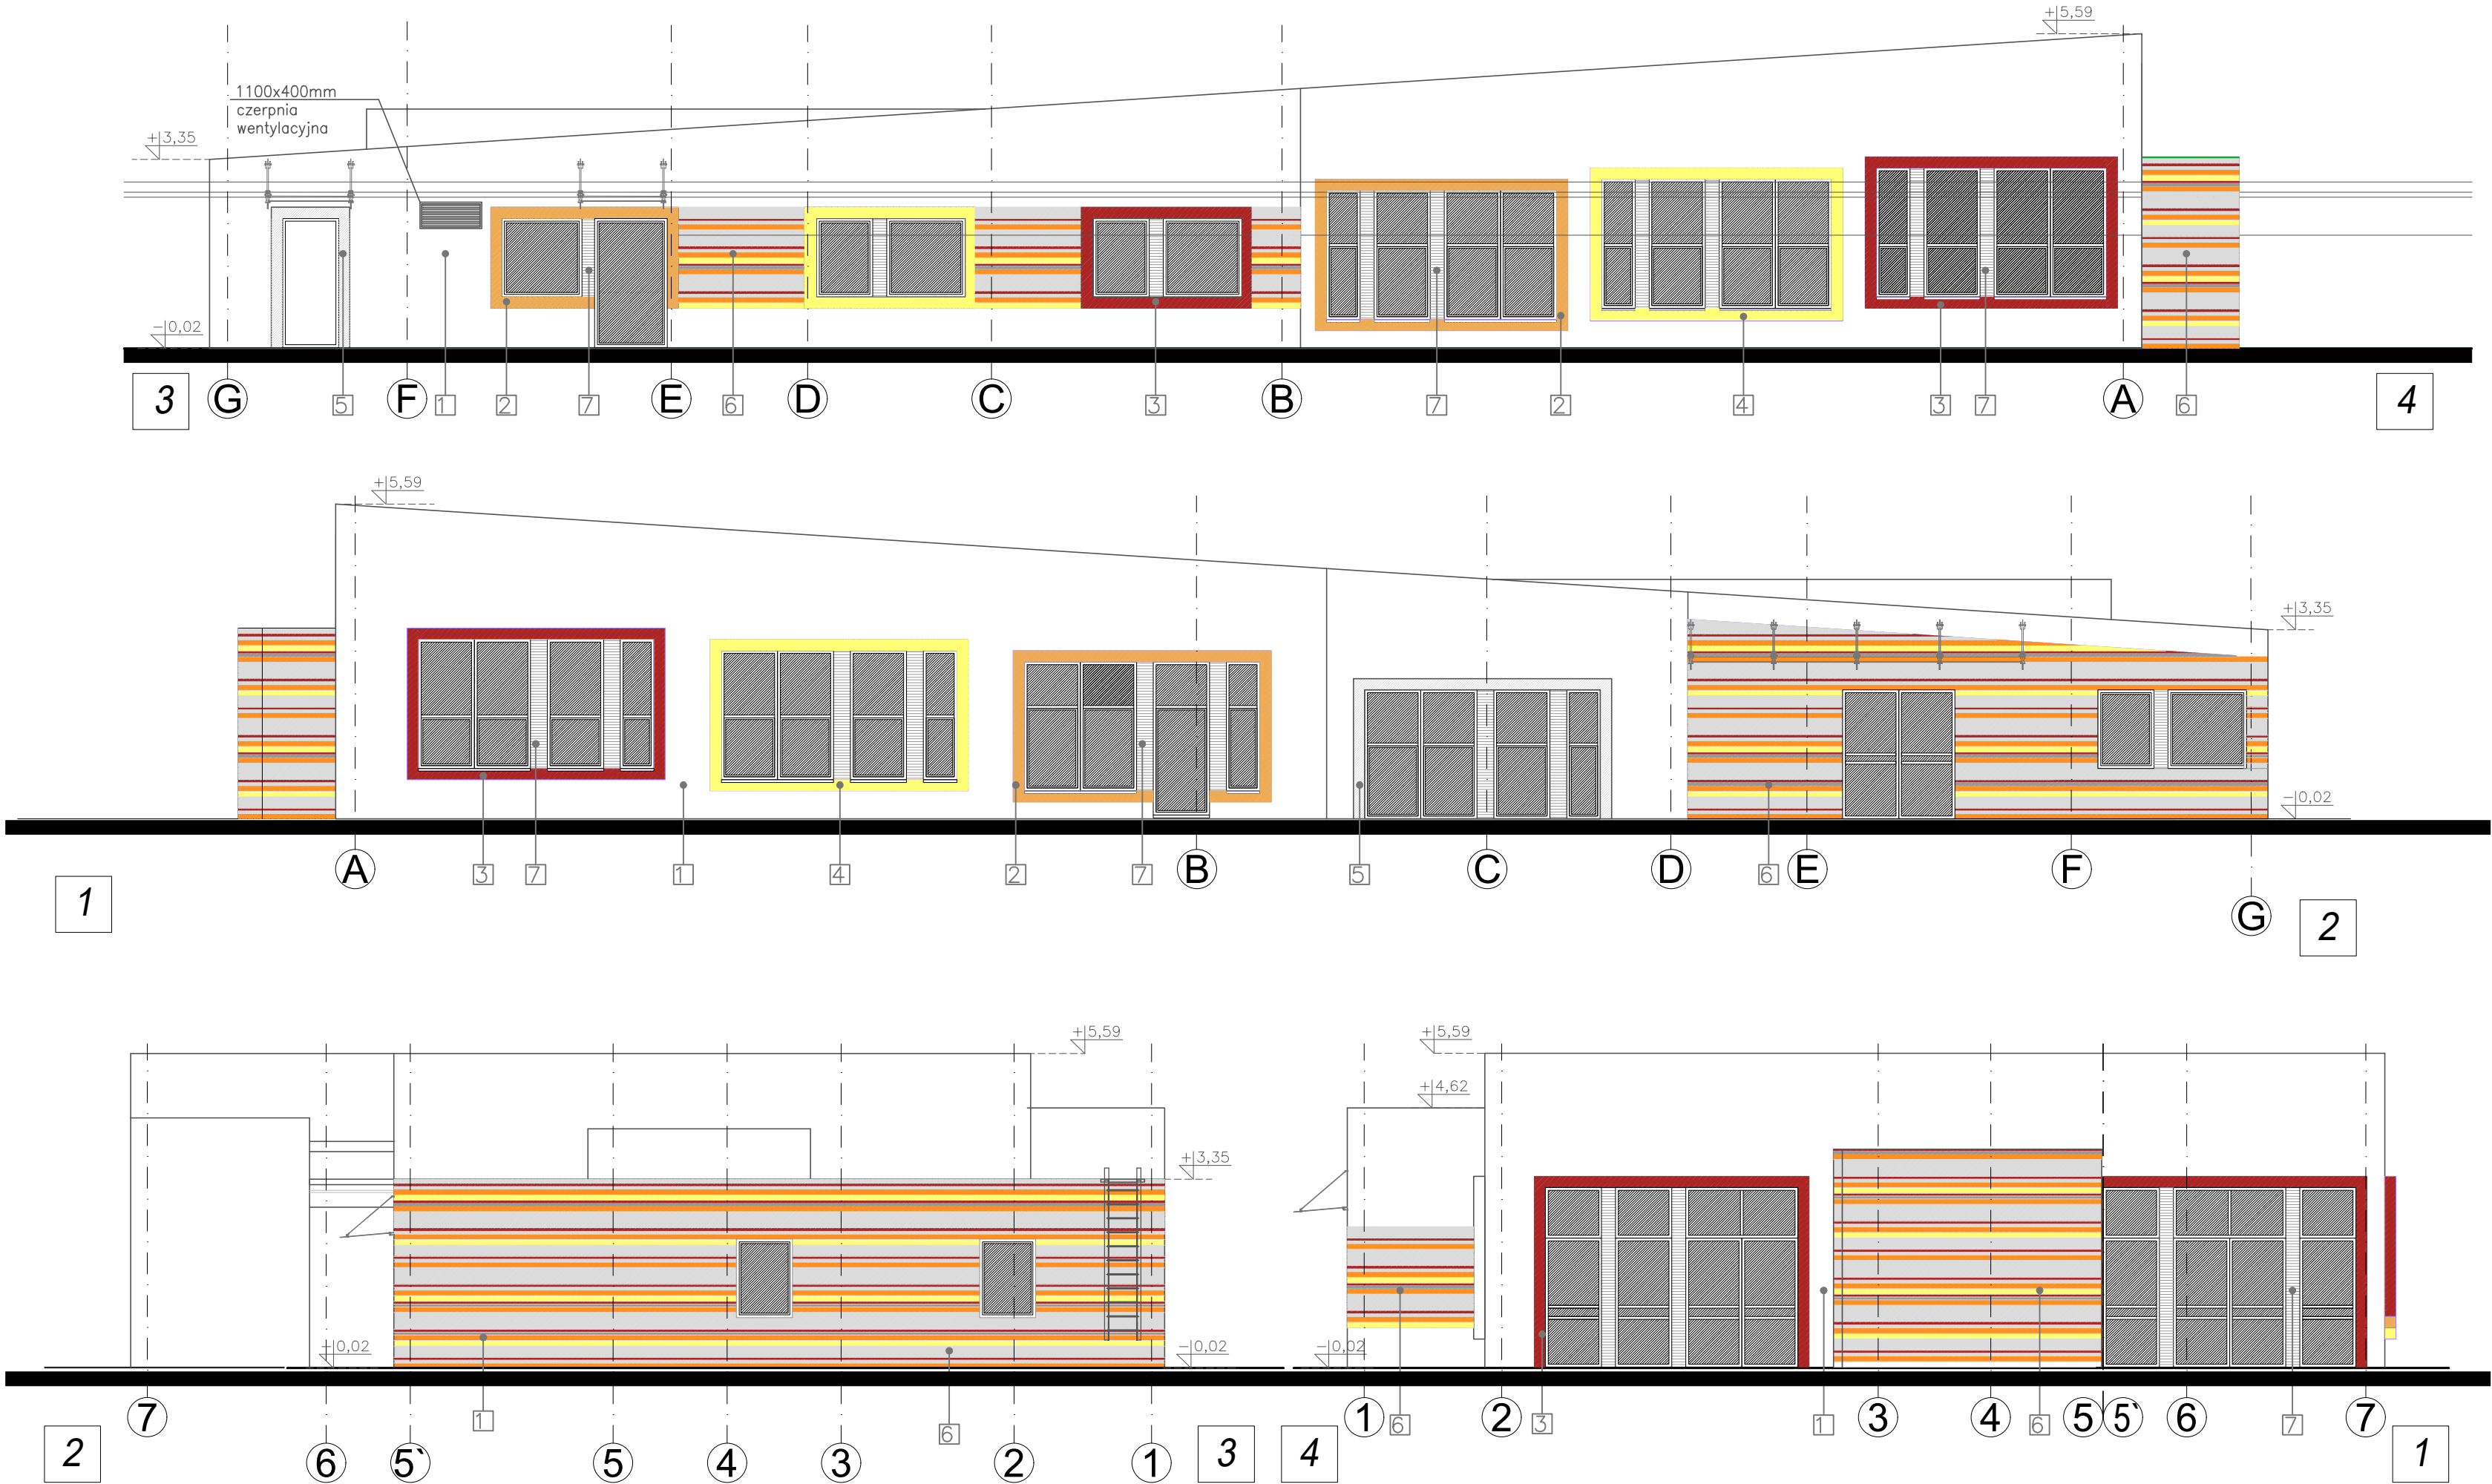 +5,59
1100x400mm
czerpnia
wentylacyjna
+3,35
-0,02
3 G 5 F 1 2 7 E 6 D C 3 B 7 2 4 3 7 A 6 4
+5,59
+3,35
-0,02
A 3 7 1 4 2 7 B 5 C D 6 E F
1 G 2
+5,59 +5,59
+4,62
+3,35
+0,02 -0,02 -0,02
7 1 6 1 6 2 3 1 3 4 6 5 5` 6 7 7
2 6 5` 5 4 3 2 1 3 4 1